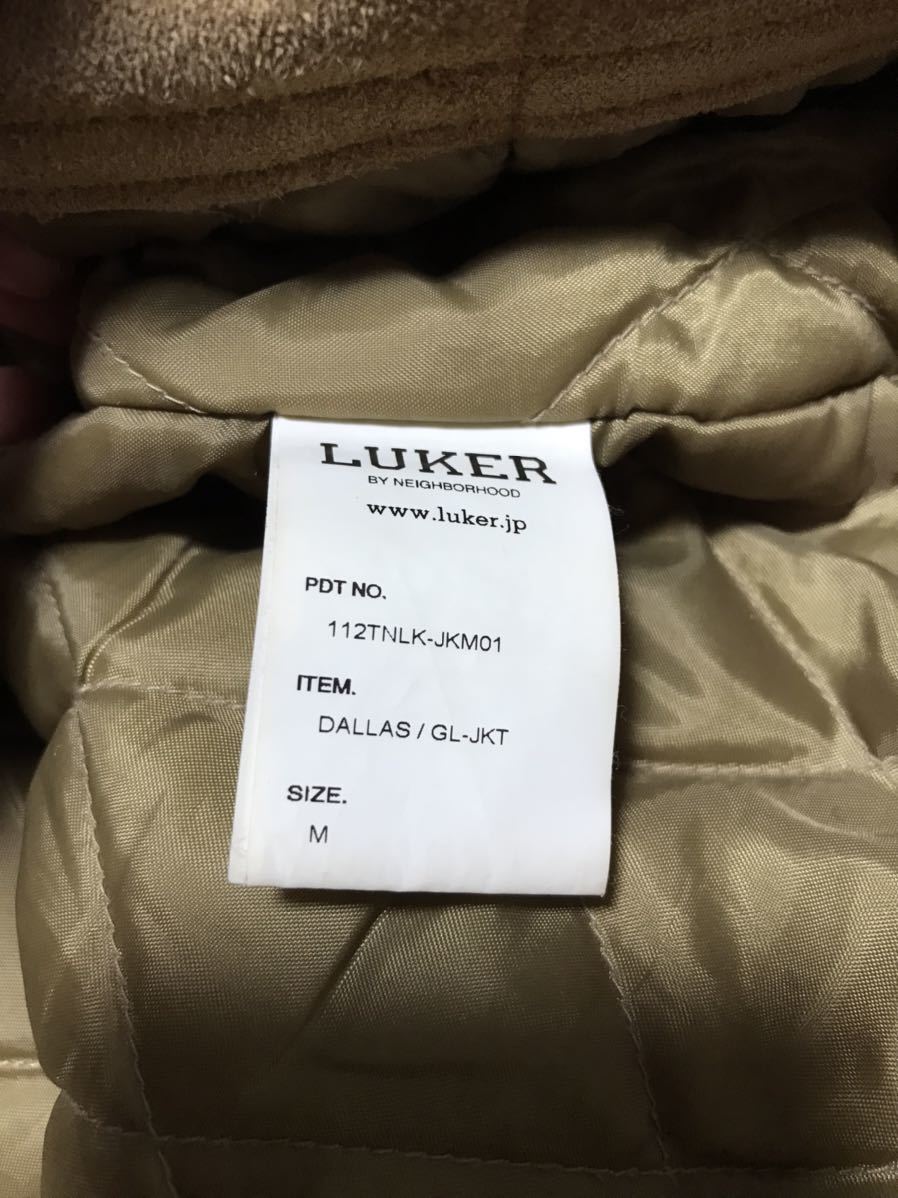 LUKER
BY NEIGHBORHOOD
www.luker.jp
PDT NO.
112TNLK-JKM01
ITEM.
DALLAS / GL-JKT
SIZE.
M